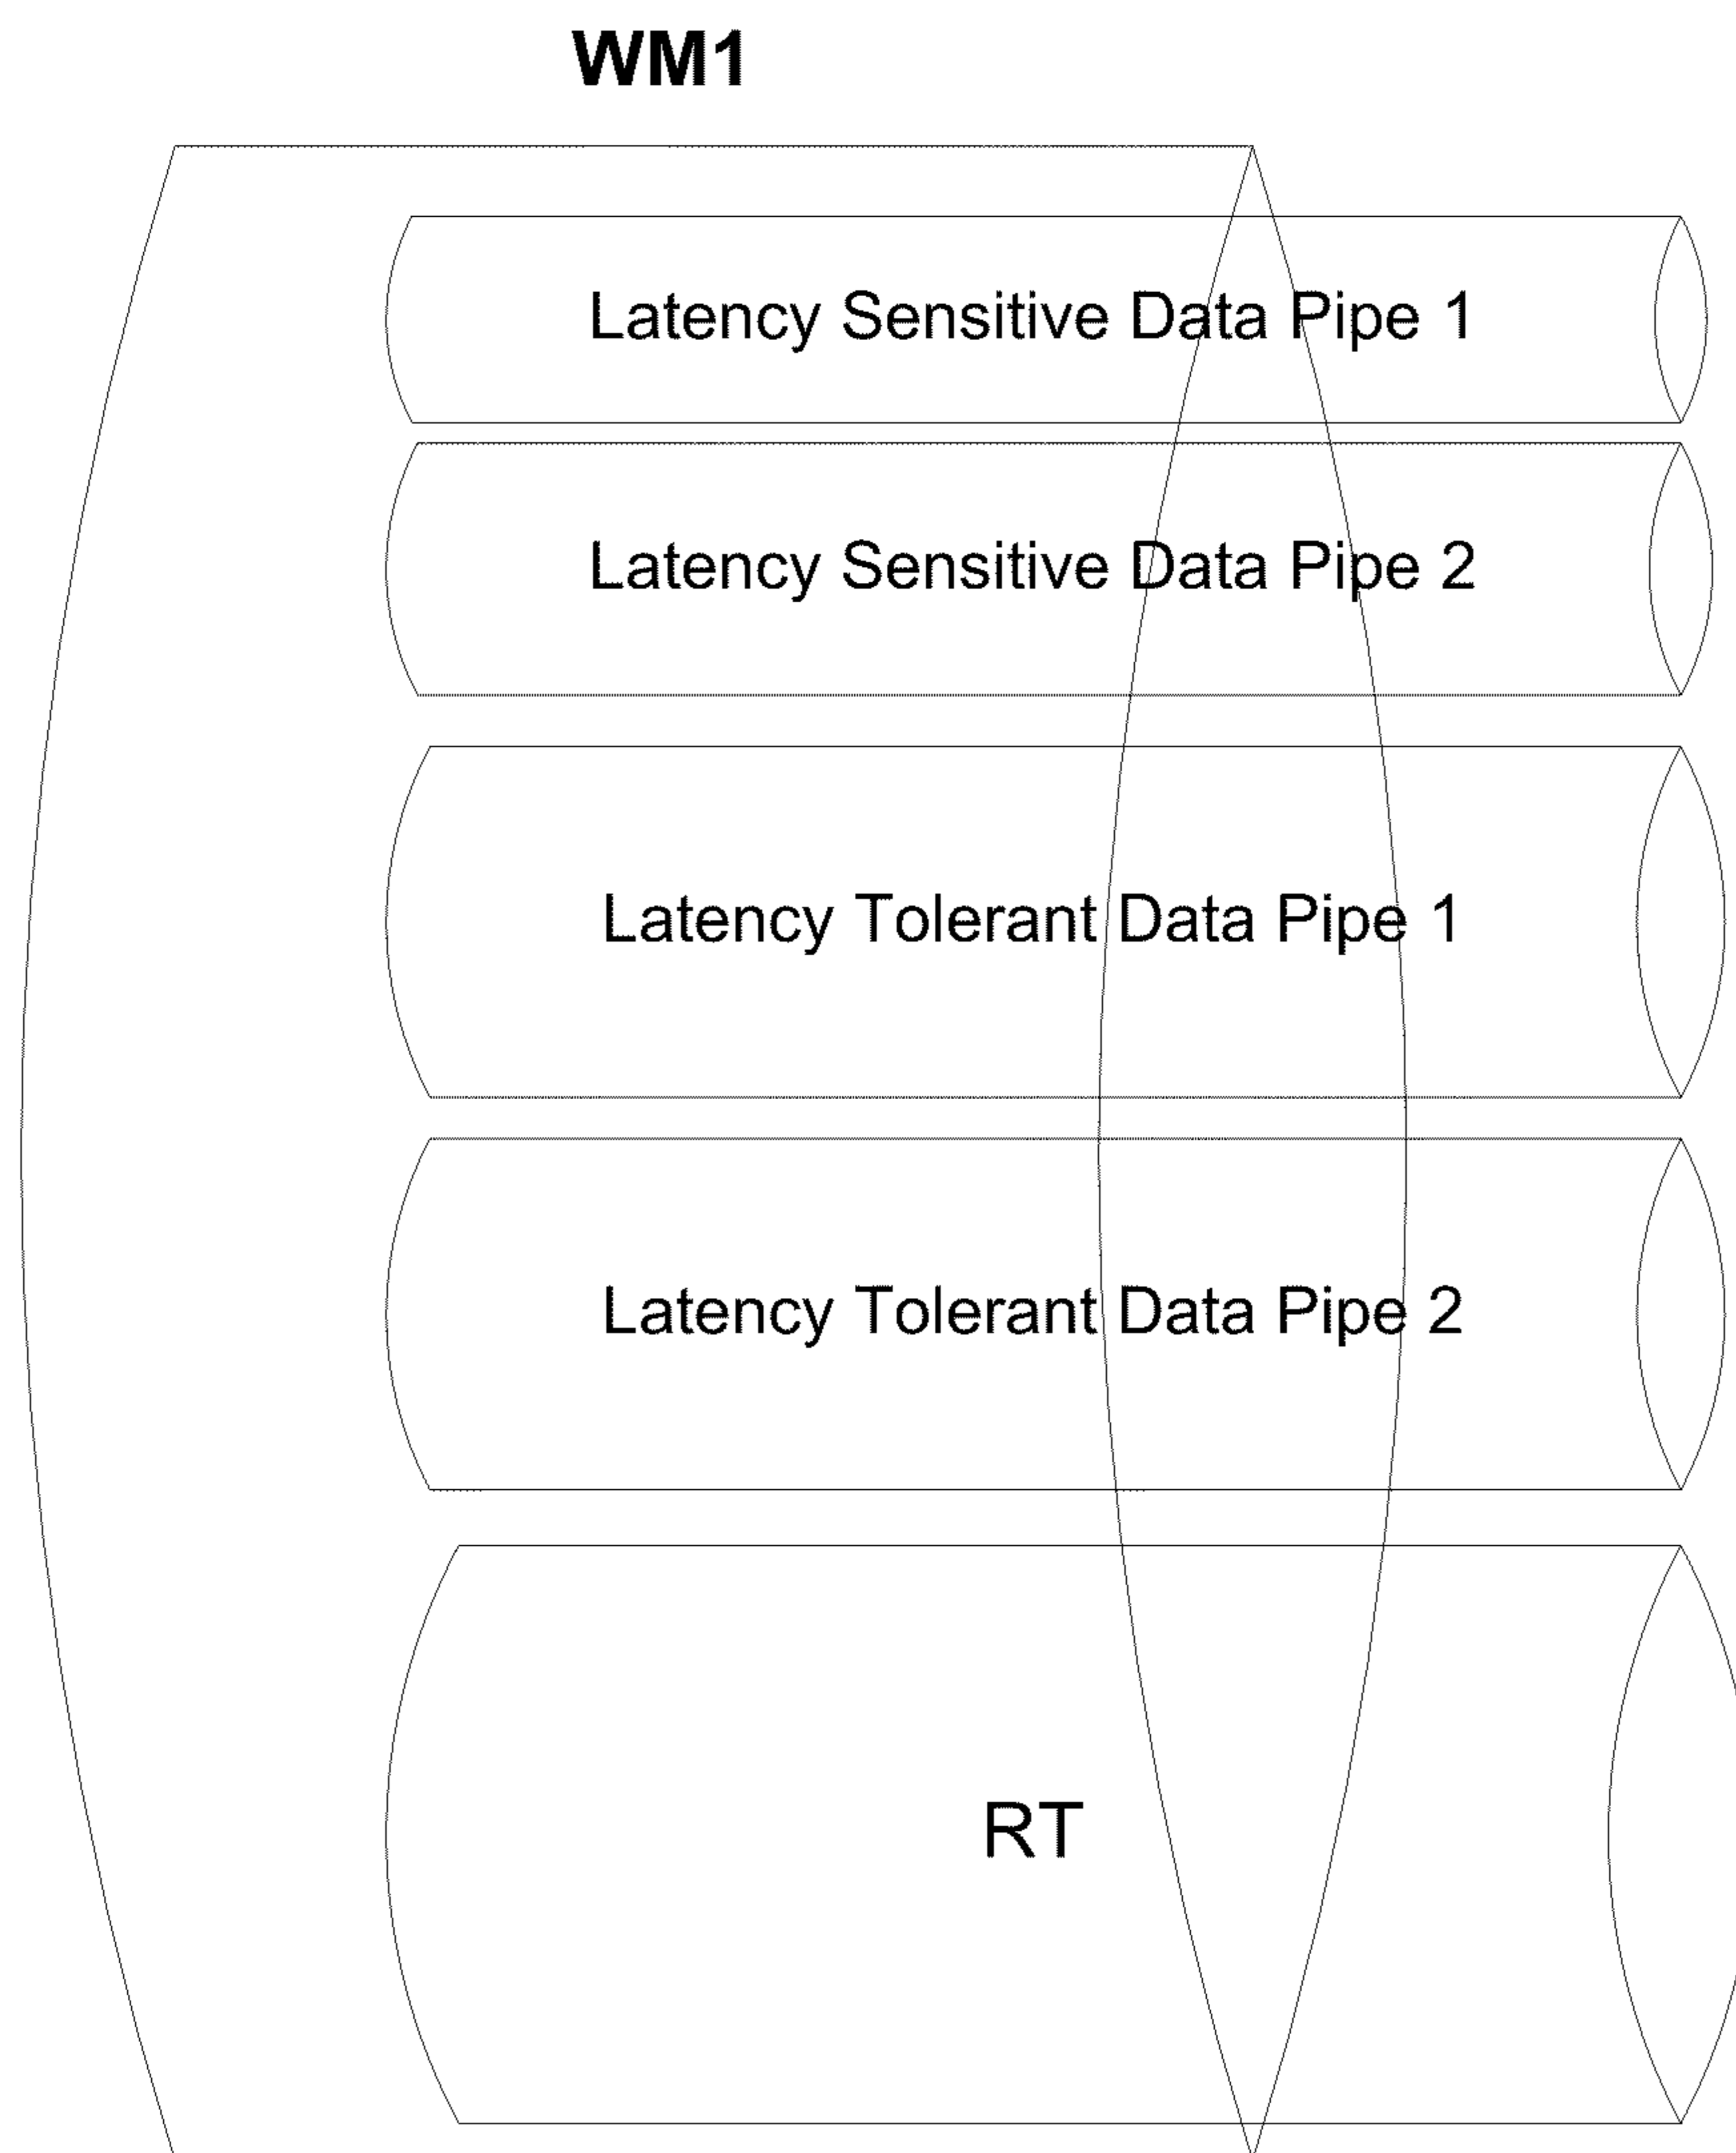 WM1
Latency Sensitive Data Pipe 1
Latency Sensitive Data Pipe 2
Latency Tolerant Data Pipe 1
Latency Tolerant Data Pipe 2
RT